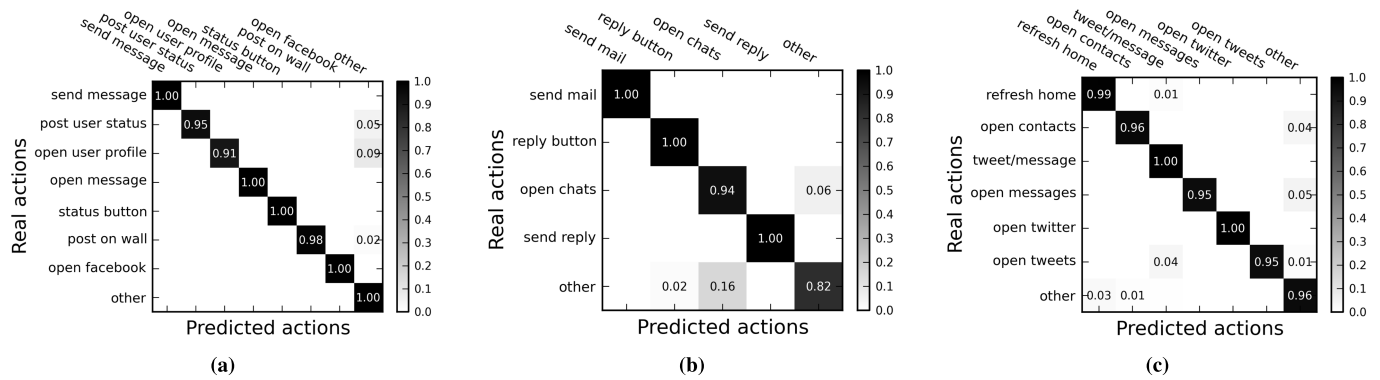 send message
post user status
open user profile
open message
status button
post on wall
open facebook
other
send message
post user status
open user profile
open message
status button
post on wall
open facebook
other
Real actions
1.00
0.95
0.05
0.91
0.09
1.00
1.00
0.98
0.02
1.00
1.00
1.0
0.9
0.8
0.7
0.6
0.5
0.4
0.3
0.2
0.1
0.0
Predicted actions
(a)
send mail
reply button
open chats
send reply
other
send mail
reply button
open chats
send reply
other
Real actions
1.00
1.00
0.94
0.06
1.00
0.02
0.16
0.82
1.0
0.9
0.8
0.7
0.6
0.5
0.4
0.3
0.2
0.1
0.0
Predicted actions
(b)
refresh home
open contacts
tweet/message
open messages
open twitter
open tweets
other
refresh home
open contacts
tweet/message
open messages
open twitter
open tweets
other
Real actions
0.99
0.01
0.96
0.04
1.00
0.95
0.05
1.00
0.04
0.95
0.01
0.03
0.01
0.96
1.0
0.9
0.8
0.7
0.6
0.5
0.4
0.3
0.2
0.1
0.0
Predicted actions
(c)